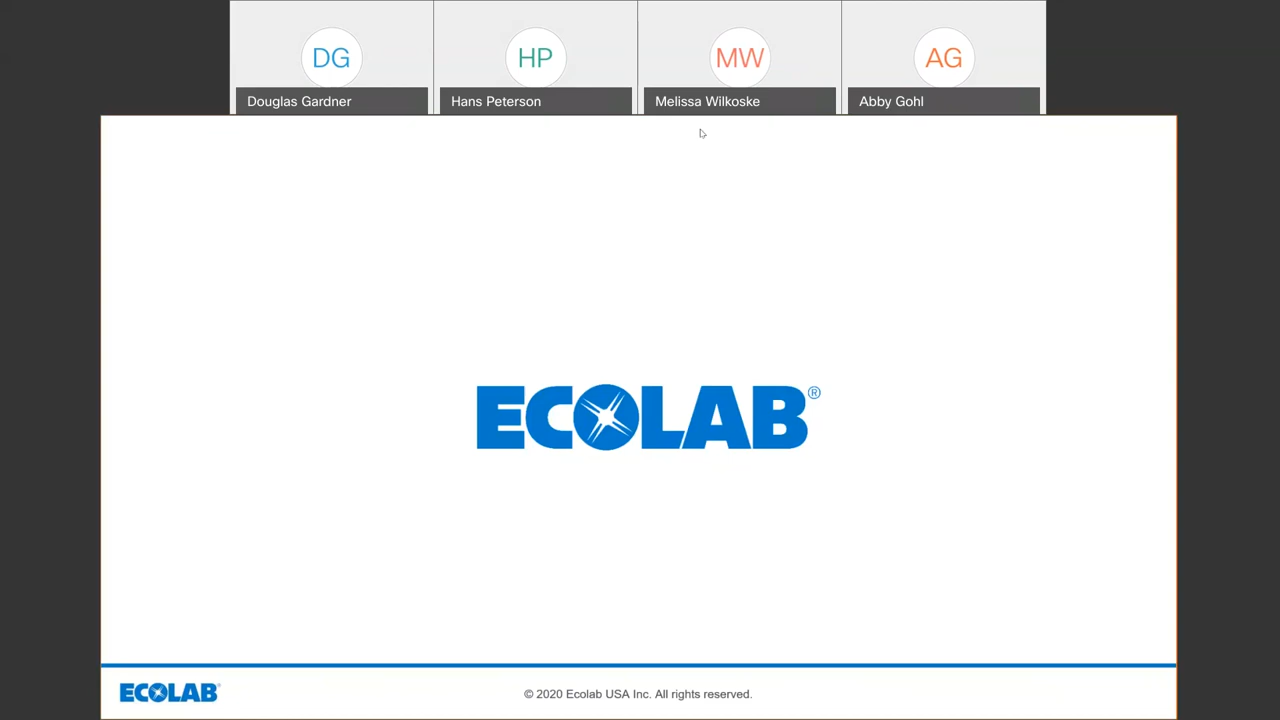 DG
HP
MW
AG
Douglas Gardner
Hans Peterson
Melissa Wilkoske
Abby Gohl
ECOLAB®
ECOLAB®
© 2020 Ecolab USA Inc. All rights reserved.